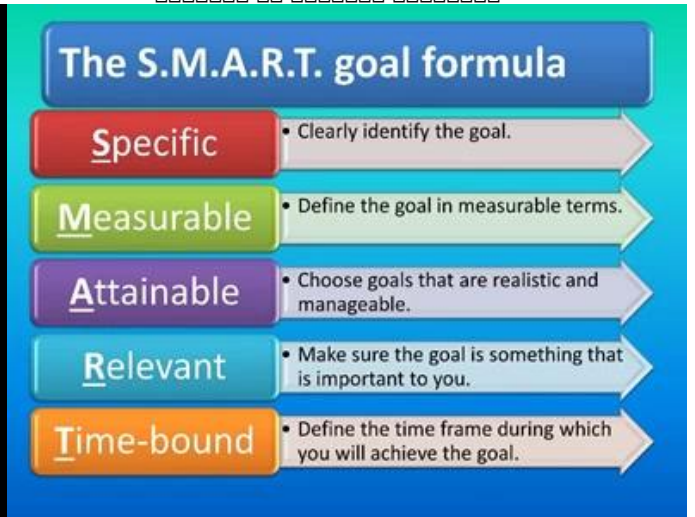 The S.M.A.R.T. goal formula
Specific
• Clearly identify the goal.
Measurable
• Define the goal in measurable terms.
Attainable
• Choose goals that are realistic and
manageable.
Relevant
• Make sure the goal is something that
is important to you.
Time-bound
• Define the time frame during which
you will achieve the goal.